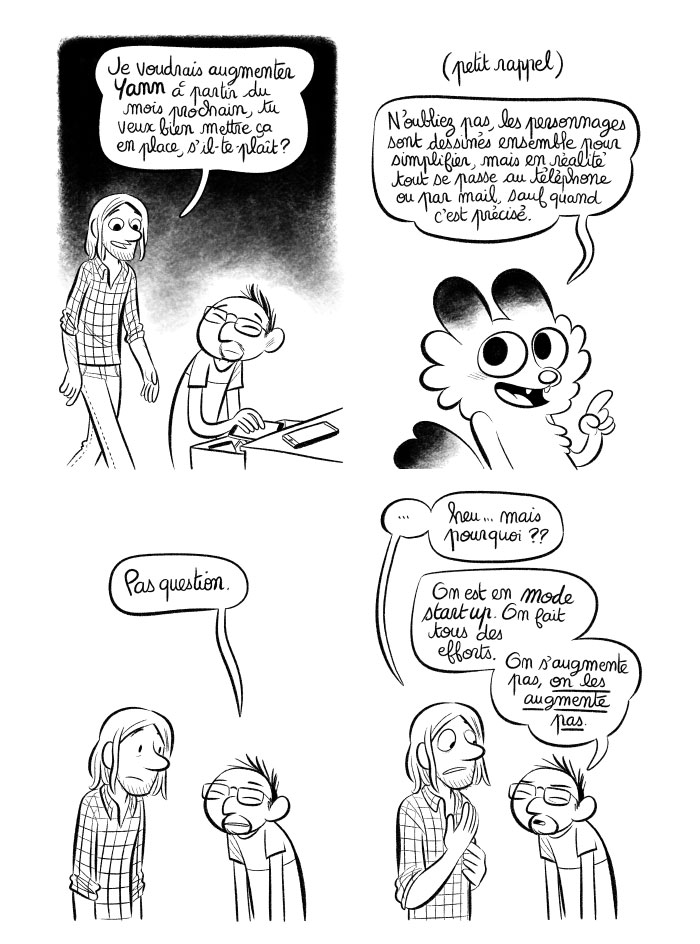 Je voudrais augmenter
Yann à partir du
mois prochain, tu
veux bien mettre ça
en place, s'il-te plaît?
(petit rappel)
N'oubliez pas, les personnages
sont dessinés ensemble pour
simplifier, mais en réalité
tout se passe au téléphone
ou par mail, sauf quand
c'est précisé.
Pas question.
...
heu... mais
pourquoi ??
On est en mode
start up. On fait
tous des
efforts.
On s'augmente
pas, on les
augmente
pas.